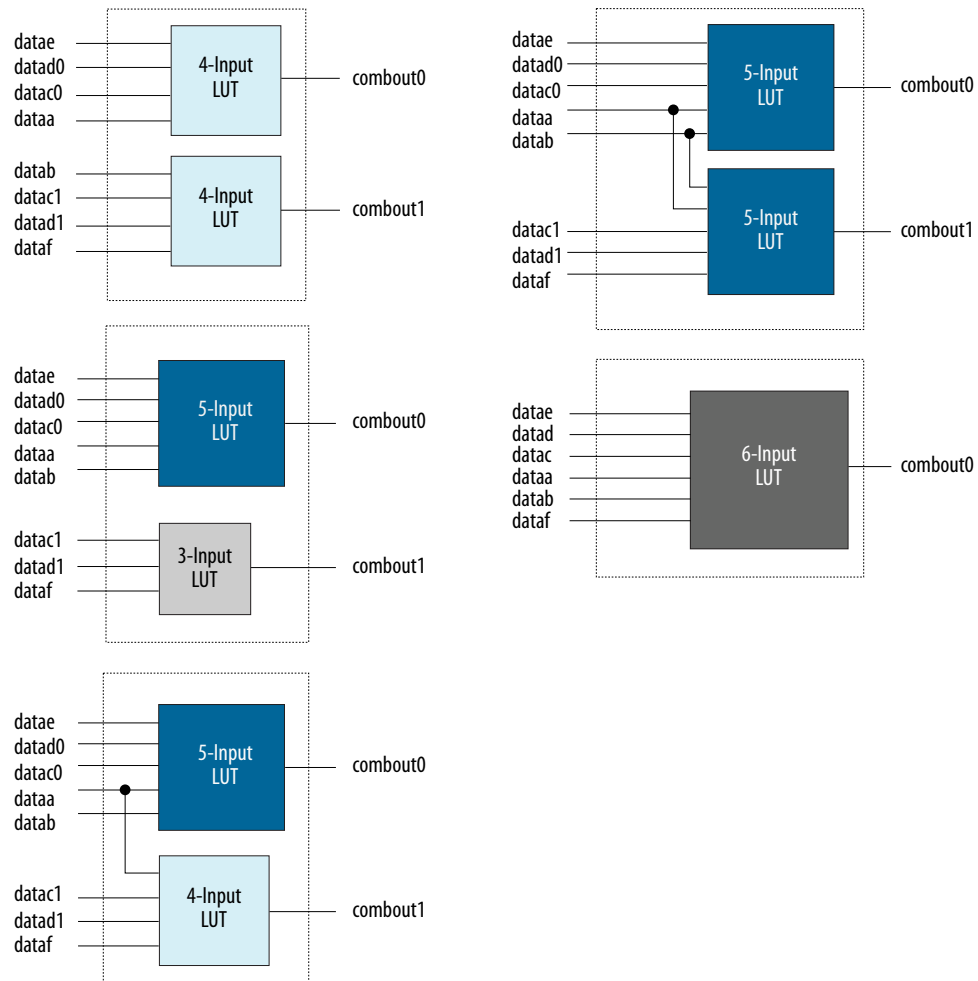 datae
datad0
datac0
dataa
4-Input
LUT
combout0
datab
datac1
datad1
dataf
4-Input
LUT
combout1
datae
datad0
datac0
dataa
datab
5-Input
LUT
combout0
datac1
datad1
dataf
3-Input
LUT
combout1
datae
datad0
datac0
dataa
datab
5-Input
LUT
combout0
datac1
datad1
dataf
4-Input
LUT
combout1
datae
datad0
datac0
dataa
datab
5-Input
LUT
combout0
datac1
datad1
dataf
5-Input
LUT
combout1
datae
datad
datac
dataa
datab
dataf
6-Input
LUT
combout0